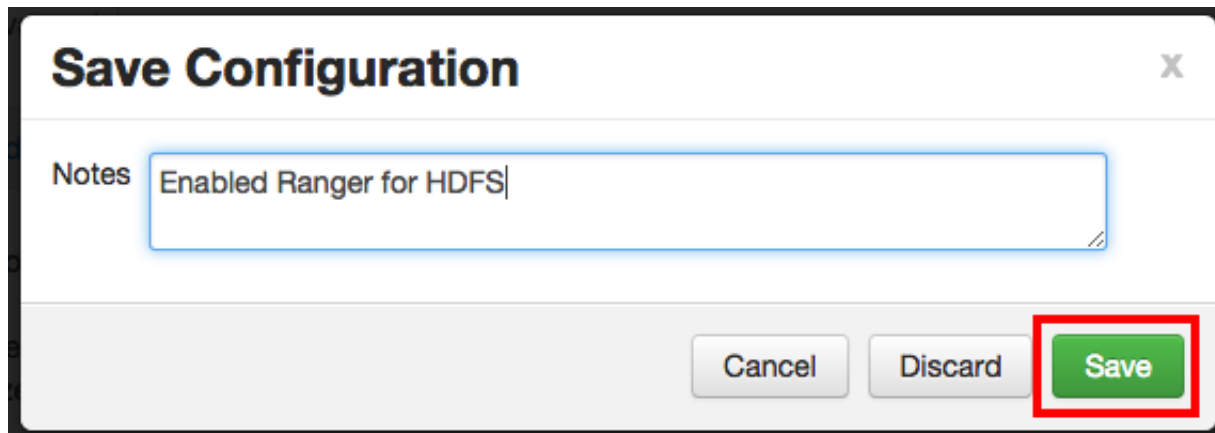 Save Configuration
x
Notes
Enabled Ranger for HDFS
Cancel
Discard
Save